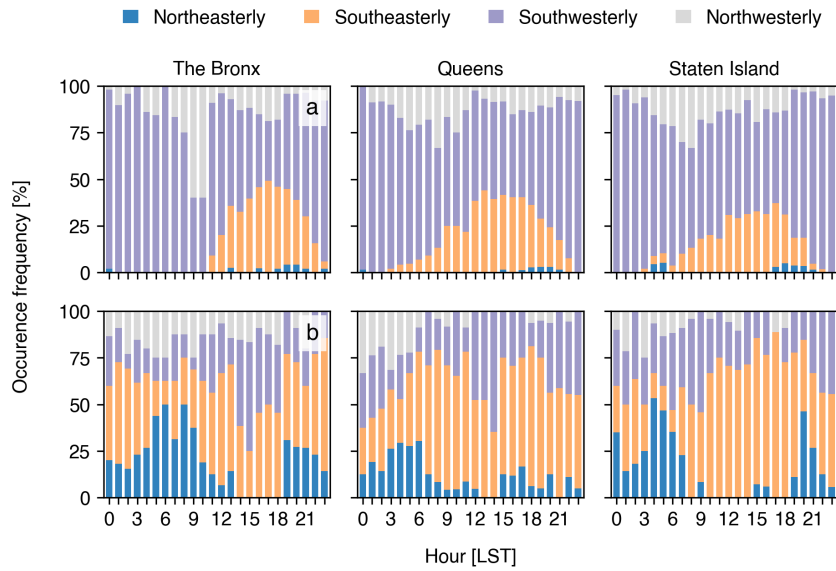 Northeasterly Southeasterly Southwesterly Northwesterly
The Bronx Queens Staten Island
100
75
50
25
0
a
Occurence frequency [%]
100
75
50
25
0
b
0 3 6 9 12 15 18 21 0 3 6 9 12 15 18 21 0 3 6 9 12 15 18 21
Hour [LST]